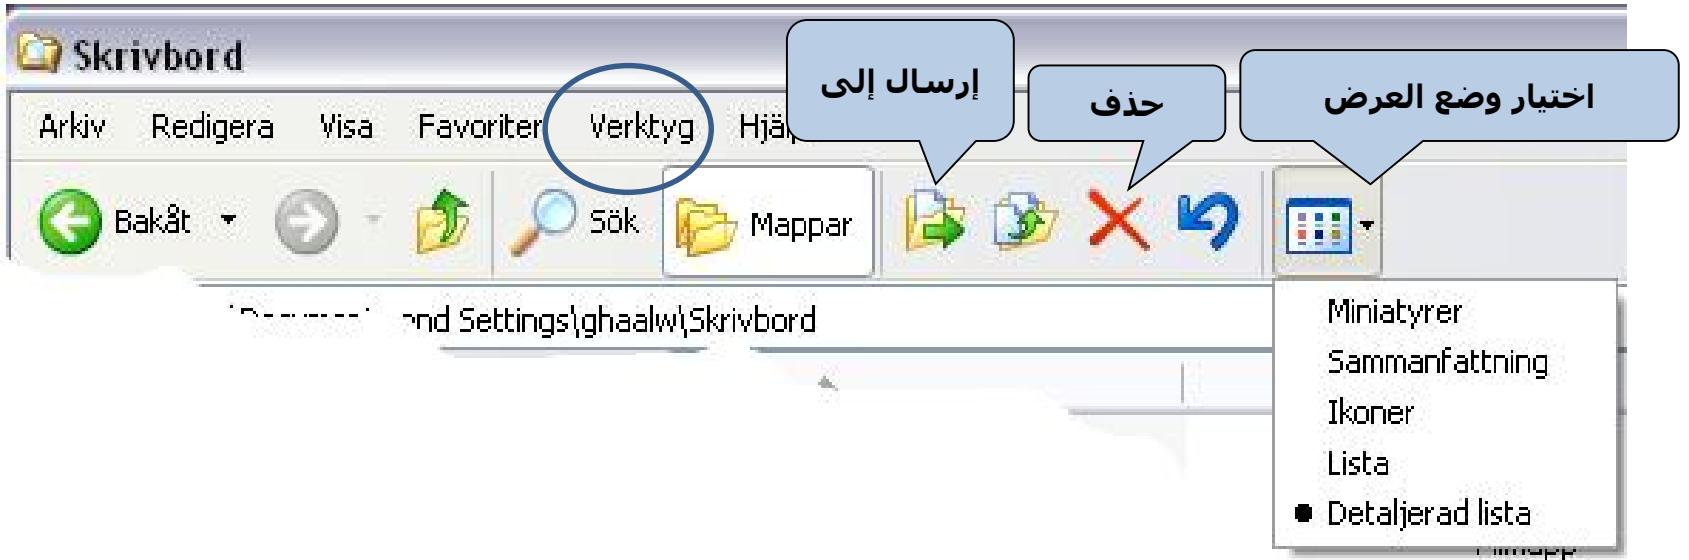 Skrivbord
إرسال إلى
حذف
اختيار وضع العرض
Arkiv Redigera Visa Favoriter Verktyg
Bakåt Sök Mappar
and Settings\ghaalw\Skrivbord
Miniatyrer
Sammanfattning
Ikoner
Lista
Detaljerad lista